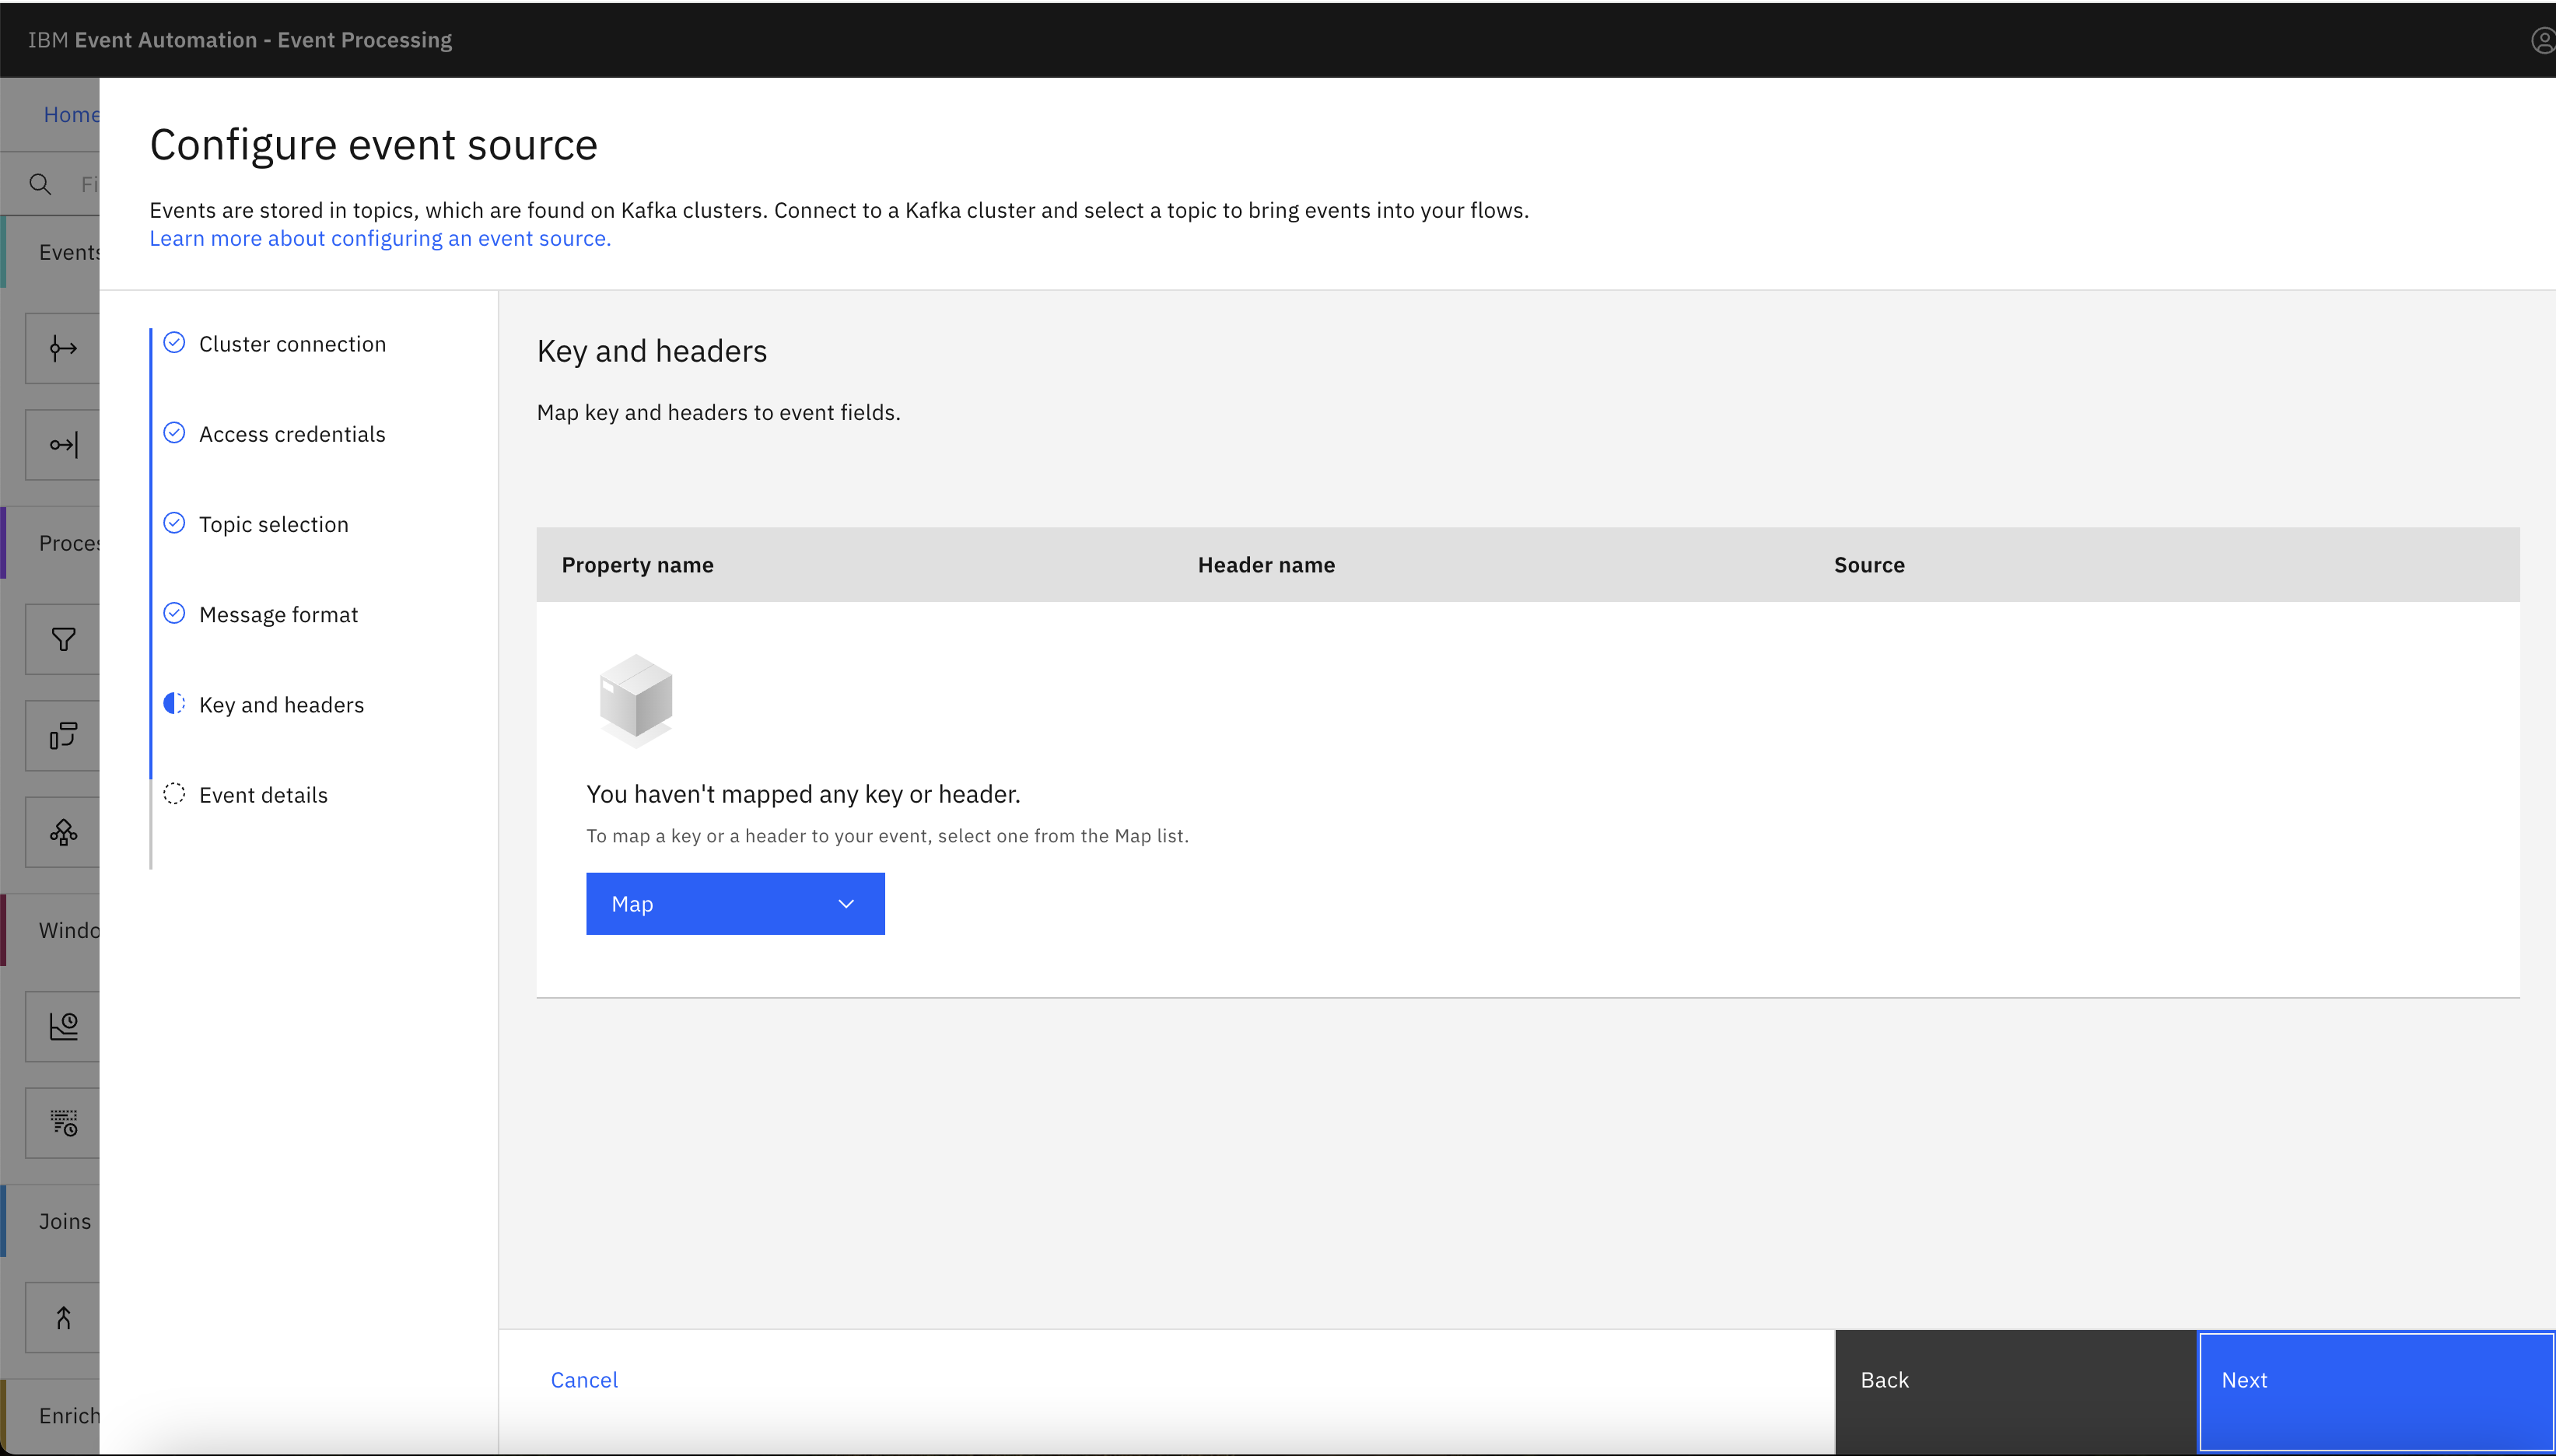 IBM Event Automation - Event Processing
Home
Configure event source
Events are stored in topics, which are found on Kafka clusters. Connect to a Kafka cluster and select a topic to bring events into your flows.
Learn more about configuring an event source.
Fi
Events
Proces
Windo
Joins
Enrich
Cluster connection
Access credentials
Topic selection
Message format
Key and headers
Event details
Key and headers
Map key and headers to event fields.
Property name Header name Source
You haven't mapped any key or header.
To map a key or a header to your event, select one from the Map list.
Map
Cancel
Back
Next